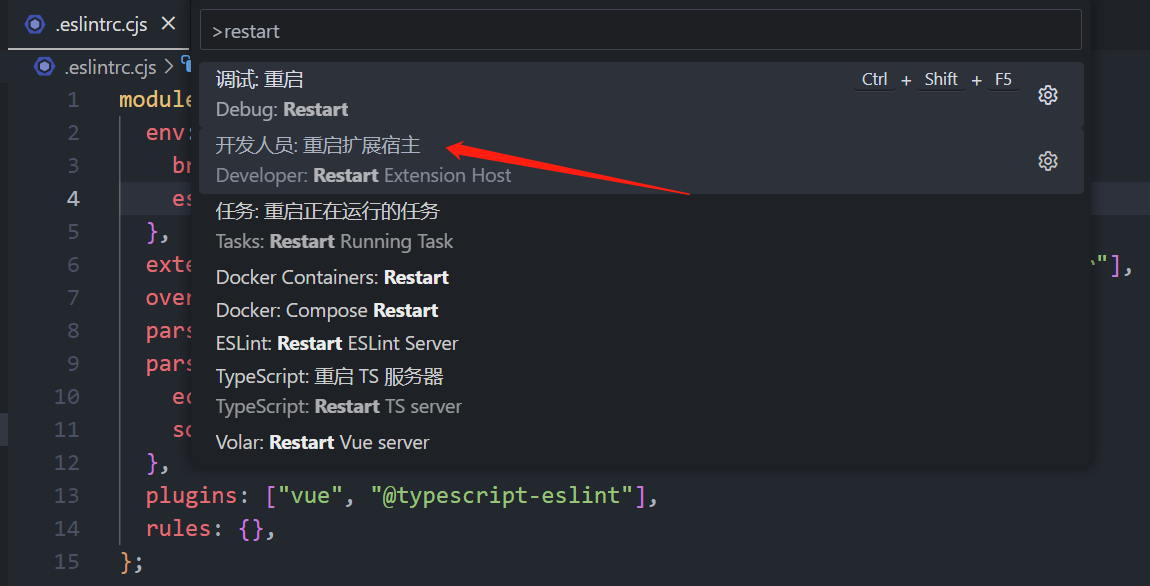 .eslintrc.cjs
>restart
.eslintrc.cjs
调试: 重启
Ctrl + Shift + F5
Debug: Restart
开发人员: 重启扩展宿主
Developer: Restart Extension Host
任务: 重启正在运行的任务
Tasks: Restart Running Task
Docker Containers: Restart
Docker: Compose Restart
ESLint: Restart ESLint Server
TypeScript: 重启 TS 服务器
TypeScript: Restart TS server
Volar: Restart Vue server
1 module
2 env:
3 br
4 es
5 },
6 exte "],
7 over
8 pars
9 pars
10 ec
11 so
12 },
13 plugins: ["vue", "@typescript-eslint"],
14 rules: {},
15 };